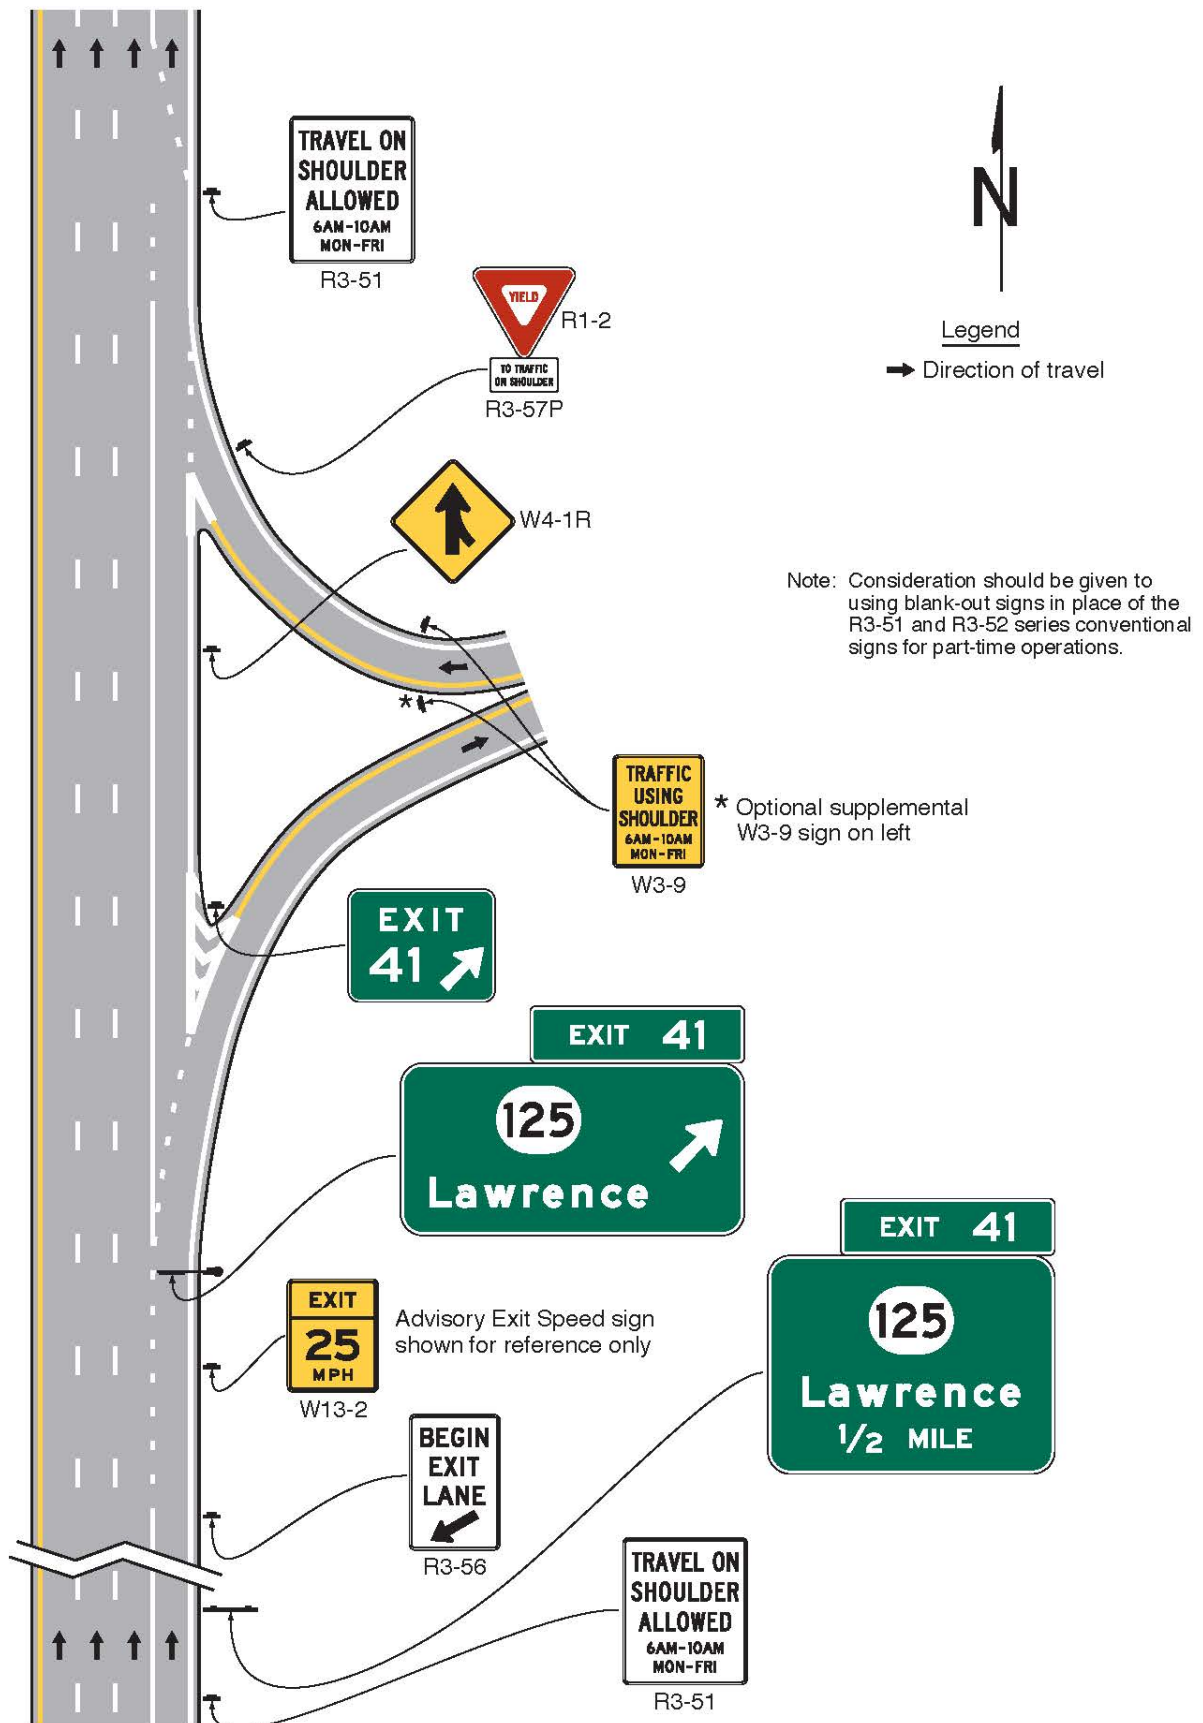 TRAVEL ON
SHOULDER
ALLOWED
6AM-10AM
MON-FRI
R3-51
N
YIELD
R1-2
TO TRAFFIC
ON SHOULDER
R3-57P
Legend
Direction of travel
W4-1R
Note: Consideration should be given to
using blank-out signs in place of the
R3-51 and R3-52 series conventional
signs for part-time operations.
*
TRAFFIC
USING
SHOULDER
6AM-10AM
MON-FRI
W3-9
* Optional supplemental
W3-9 sign on left
EXIT
41
EXIT 41
125
Lawrence
EXIT 41
125
Lawrence
1/2 MILE
EXIT
25
MPH
W13-2
Advisory Exit Speed sign
shown for reference only
BEGIN
EXIT
LANE
R3-56
TRAVEL ON
SHOULDER
ALLOWED
6AM-10AM
MON-FRI
R3-51